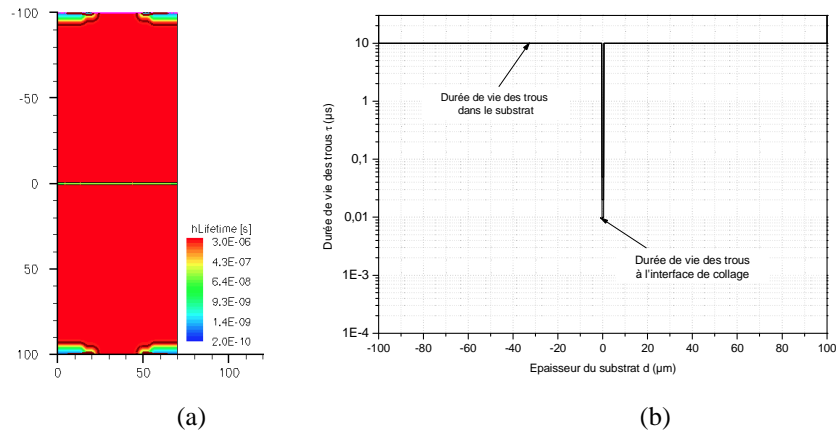 -100
-50
0
50
100
0
50
100
hLifetime [s]
3.0E-06
4.3E-07
6.4E-08
9.3E-09
1.4E-09
2.0E-10
(a)
Durée de vie des trous τ (µs)
10
1
0,1
0,01
1E-3
1E-4
Durée de vie des trous
dans le substrat
Durée de vie des trous
à l'interface de collage
-100 -80 -60 -40 -20 0 20 40 60 80 100
Epaisseur du substrat d (µm)
(b)